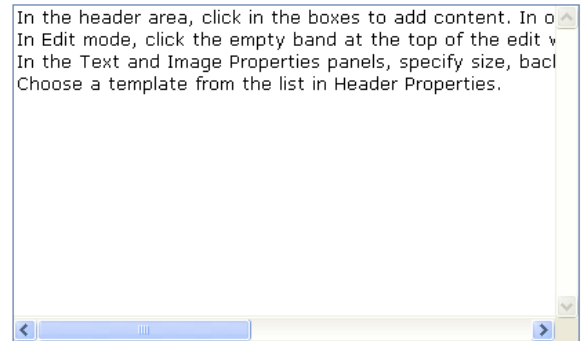 In the header area, click in the boxes to add content. In
In Edit mode, click the empty band at the top of the edit
In the Text and Image Properties panels, specify size,
Choose a template from the list in Header Properties.